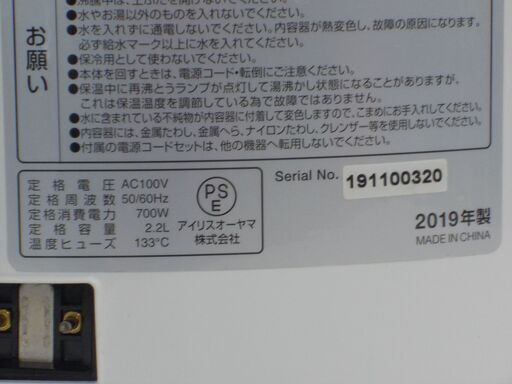 お願い
●水やお湯以外のものを入れないでください。故障の原因になります。
●水を入れずに通電しないでください。内容器が熱変色し、故障の原因になります。
必ず給水マーク以上に水を入れてください。
●保冷用として使わないでください。
●本体を回すときは、電源コード・転倒にご注意ください。
●保温中に再沸とうランプが点灯して湯沸かし状態になることがありますが、
これは保温温度を調節している為で故障ではありません。
●水に含まれている不純物が内容器に付着して変色しますので、こまめにお手入れしてください。
●内容器には、金属たわし、金属へら、ナイロンたわし、クレンザー等を使用しないでください。
●付属の電源コードセットは、他の機器へ転用しないでください。
定格電圧 AC100V
定格周波数 50/60Hz
定格消費電力 700W
定格容量 2.2L
温度ヒューズ 133℃
PS
E
アイリスオーヤマ
株式会社
Serial No. 191100320
2019年製
MADE IN CHINA